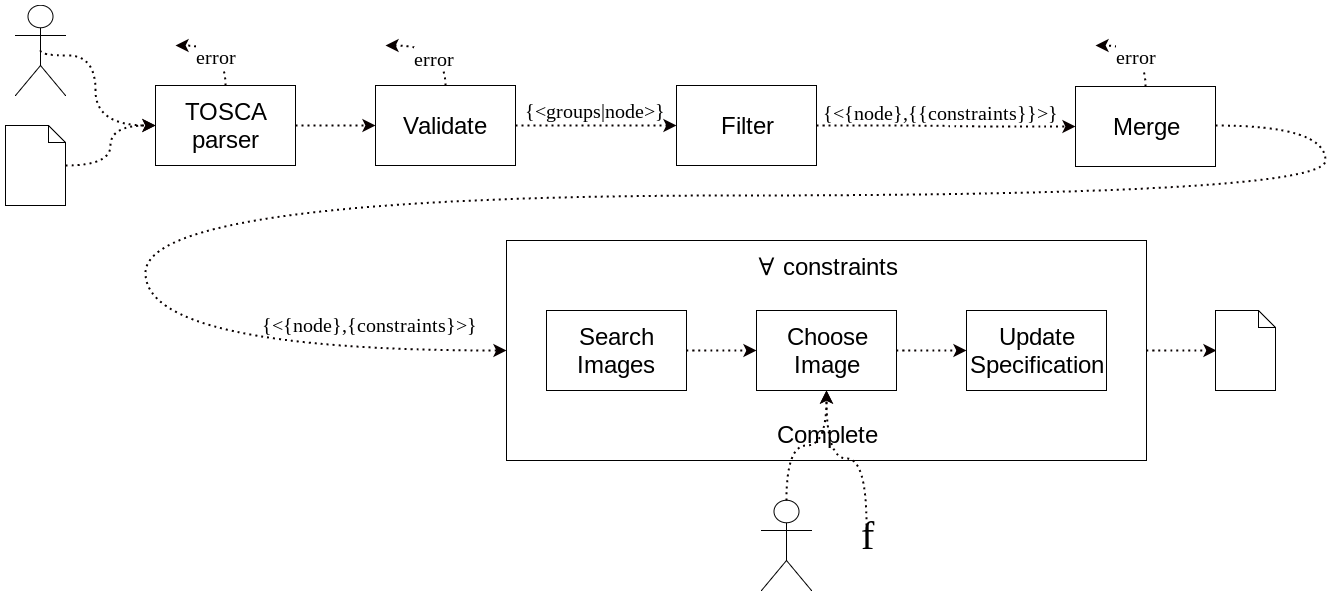 error
error
error
TOSCA
parser
Validate
{<groups|node>}
Filter
{<{node},{{constraints}}>}
Merge
∀ constraints
{<{node},{constraints}>}
Search
Images
Choose
Image
Update
Specification
Complete
f